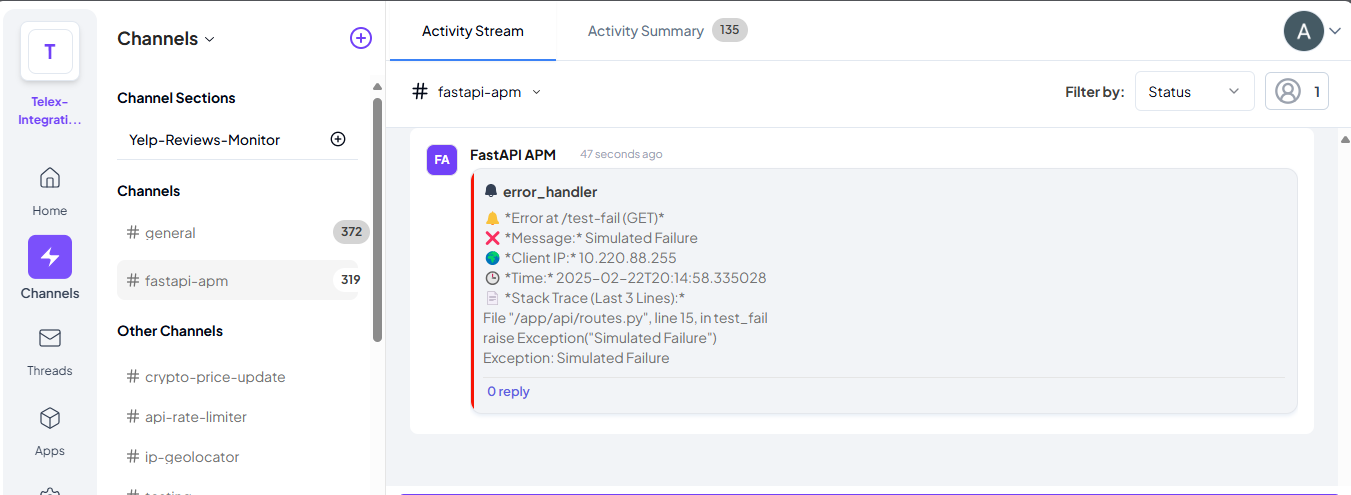 T
Telex-
Integrati...
Home
Channels
Threads
Apps
Channels
Channel Sections
Yelp-Reviews-Monitor
Channels
# general 372
# fastapi-apm 319
Other Channels
# crypto-price-update
# api-rate-limiter
# ip-geolocator
Activity Stream
Activity Summary 135
A
# fastapi-apm
Filter by: Status 1
FA
FastAPI APM 47 seconds ago
error_handler
*Error at /test-fail (GET)*
*Message:* Simulated Failure
*Client IP:* 10.220.88.255
*Time:* 2025-02-22T20:14:58.335028
*Stack Trace (Last 3 Lines):*
File "/app/api/routes.py", line 15, in test_fail
raise Exception("Simulated Failure")
Exception: Simulated Failure
0 reply